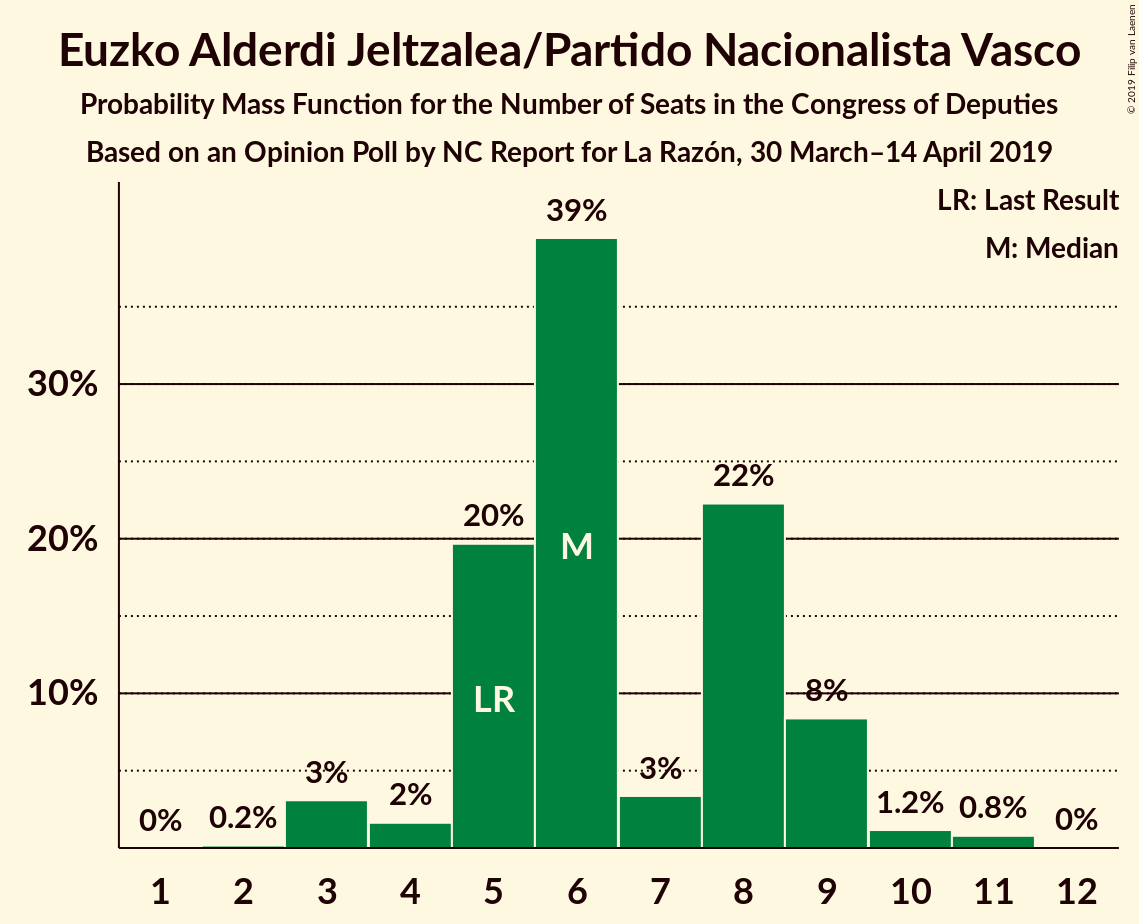 Euzko Alderdi Jeltzalea/Partido Nacionalista Vasco
Probability Mass Function for the Number of Seats in the Congress of Deputies
Based on an Opinion Poll by NC Report for La Razón, 30 March–14 April 2019
© 2019 Filip van Laenen
LR: Last Result
M: Median
39%
30%
22%
20%
20%
M
10%
LR
8%
3%
3%
2%
1.2%
0.8%
0%
0.2%
0%
1 2 3 4 5 6 7 8 9 10 11 12